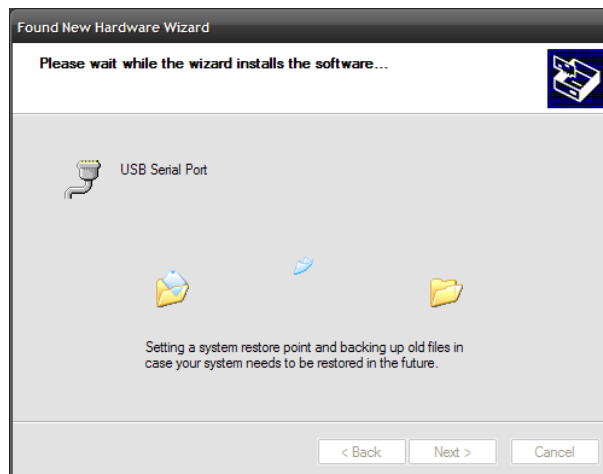 Found New Hardware Wizard
Please wait while the wizard installs the software...
USB Serial Port
Setting a system restore point and backing up old files in
case your system needs to be restored in the future.
< Back Next > Cancel